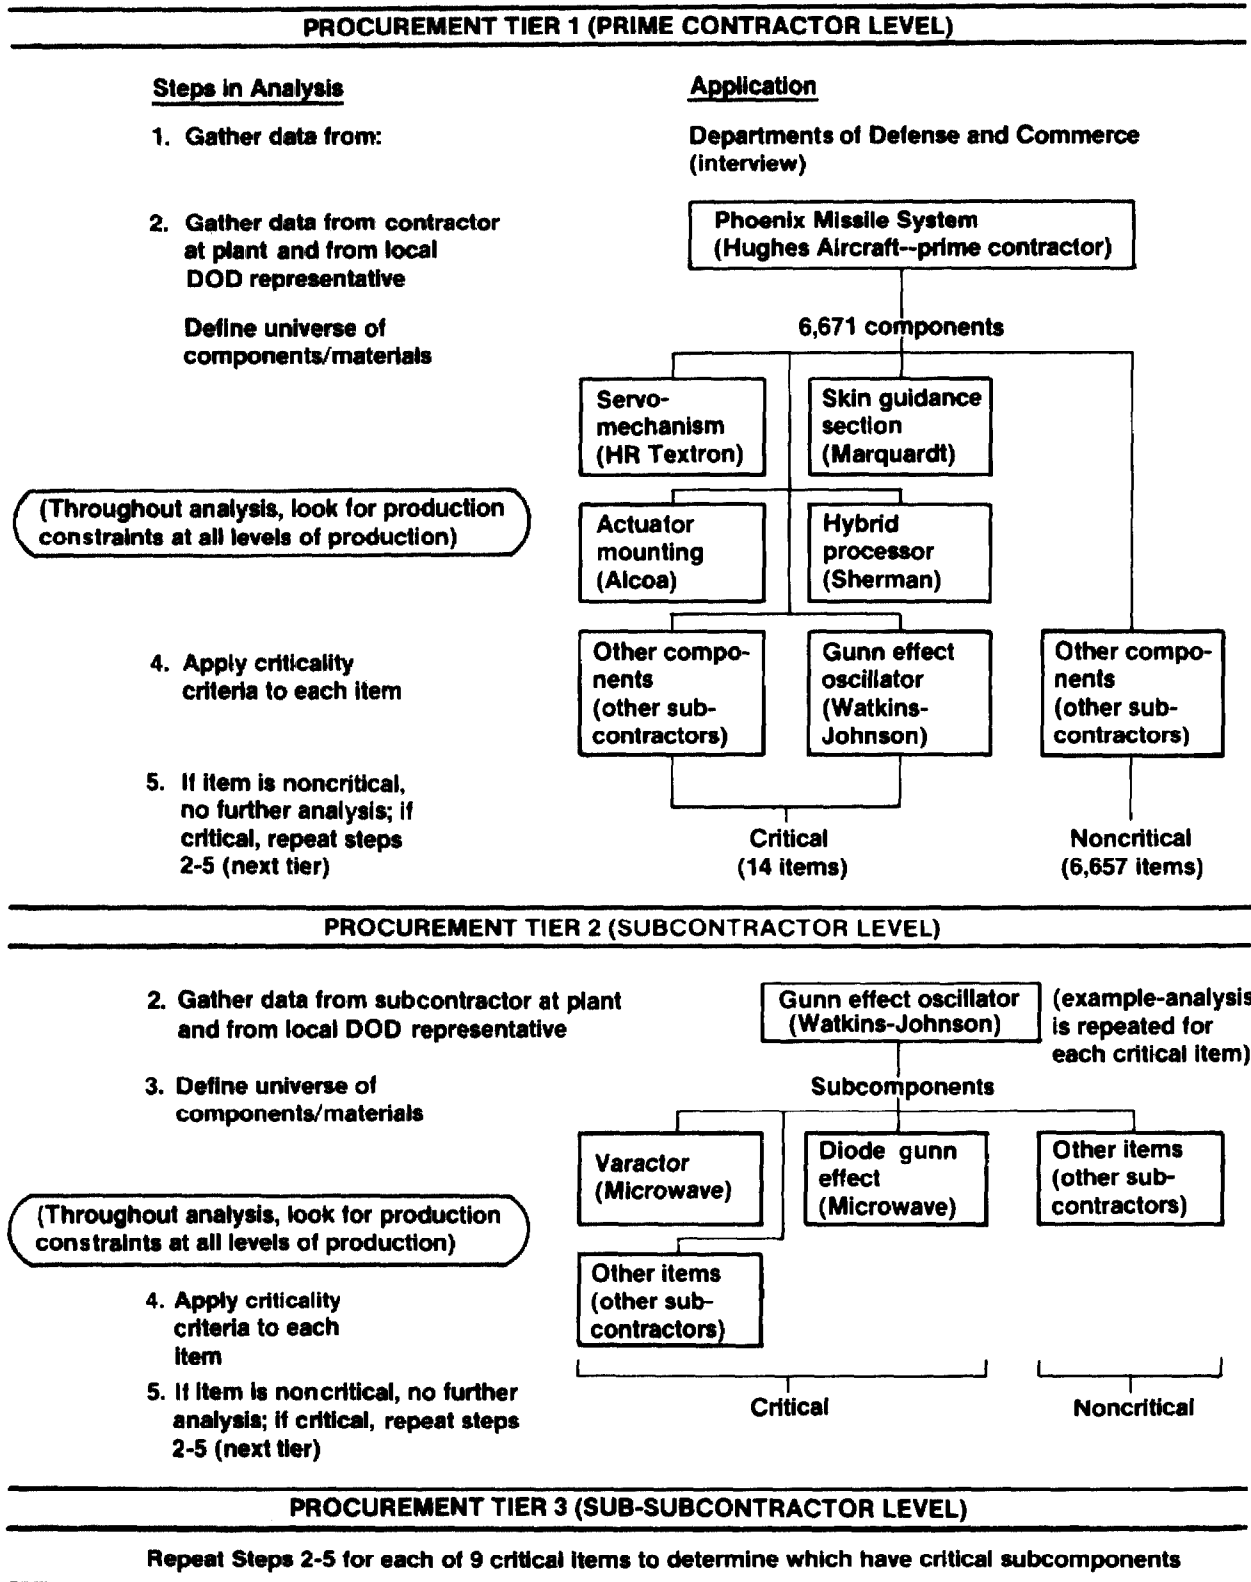 PROCUREMENT TIER 1 (PRIME CONTRACTOR LEVEL)
Steps in Analysis
Application
1. Gather data from:
Departments of Defense and Commerce
(interview)
2. Gather data from contractor
at plant and from local
DOD representative
Phoenix Missile System
(Hughes Aircraft--prime contractor)
Define universe of
components/materials
6,671 components
Servo-
mechanism
(HR Textron)
Skin guidance
section
(Marquardt)
(Throughout analysis, look for production
constraints at all levels of production)
Actuator
mounting
(Alcoa)
Hybrid
processor
(Sherman)
4. Apply criticality
criteria to each item
Other compo-
nents
(other sub-
contractors)
Gunn effect
oscillator
(Watkins-
Johnson)
Other compo-
nents
(other sub-
contractors)
5. If item is noncritical,
no further analysis; if
critical, repeat steps
2-5 (next tier)
Critical
(14 items)
Noncritical
(6,657 items)
PROCUREMENT TIER 2 (SUBCONTRACTOR LEVEL)
2. Gather data from subcontractor at plant
and from local DOD representative
Gunn effect oscillator
(Watkins-Johnson)
(example-analysis
is repeated for
each critical item)
3. Define universe of
components/materials
Subcomponents
Varactor
(Microwave)
Diode gunn
effect
(Microwave)
Other items
(other sub-
contractors)
(Throughout analysis, look for production
constraints at all levels of production)
Other items
(other sub-
contractors)
4. Apply criticality
criteria to each
item
5. If item is noncritical, no further
analysis; if critical, repeat steps
2-5 (next tier)
Critical
Noncritical
PROCUREMENT TIER 3 (SUB-SUBCONTRACTOR LEVEL)
Repeat Steps 2-5 for each of 9 critical items to determine which have critical subcomponents